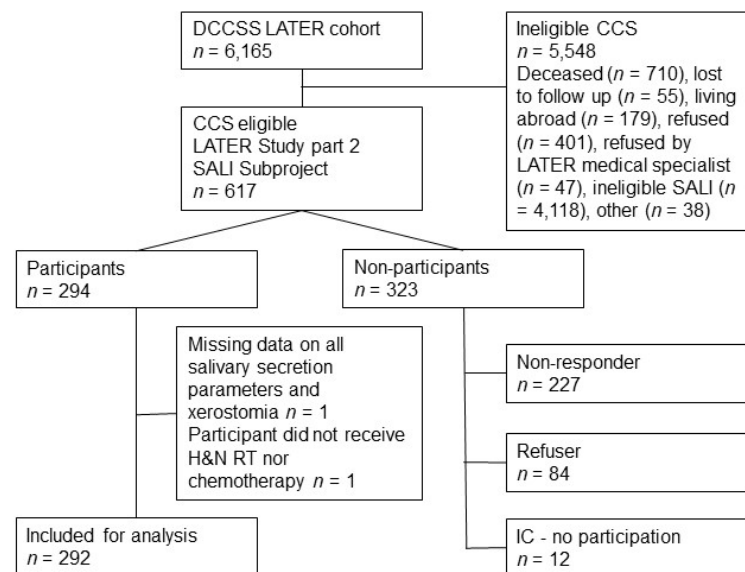 DCCSS LATER cohort
n = 6,165
Ineligible CCS
n = 5,548
Deceased (n = 710), lost
to follow up (n = 55), living
abroad (n = 179), refused
(n = 401), refused by
LATER medical specialist
(n = 47), ineligible SALI (n
= 4,118), other (n = 38)
CCS eligible
LATER Study part 2
SALI Subproject
n = 617
Participants
n = 294
Non-participants
n = 323
Missing data on all
salivary secretion
parameters and
xerostomia n = 1
Participant did not receive
H&N RT nor
chemotherapy n = 1
Non-responder
n = 227
Refuser
n = 84
Included for analysis
n = 292
IC - no participation
n = 12